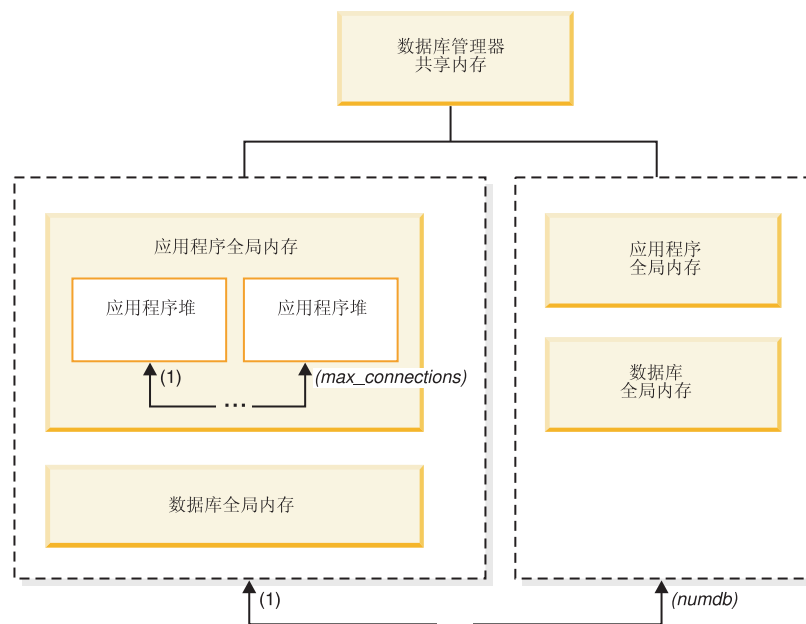 数据库管理器
共享内存
应用程序全局内存
应用程序堆
应用程序堆
(1)
(max_connections)
...
数据库全局内存
应用程序
全局内存
数据库
全局内存
(1)
(numdb)